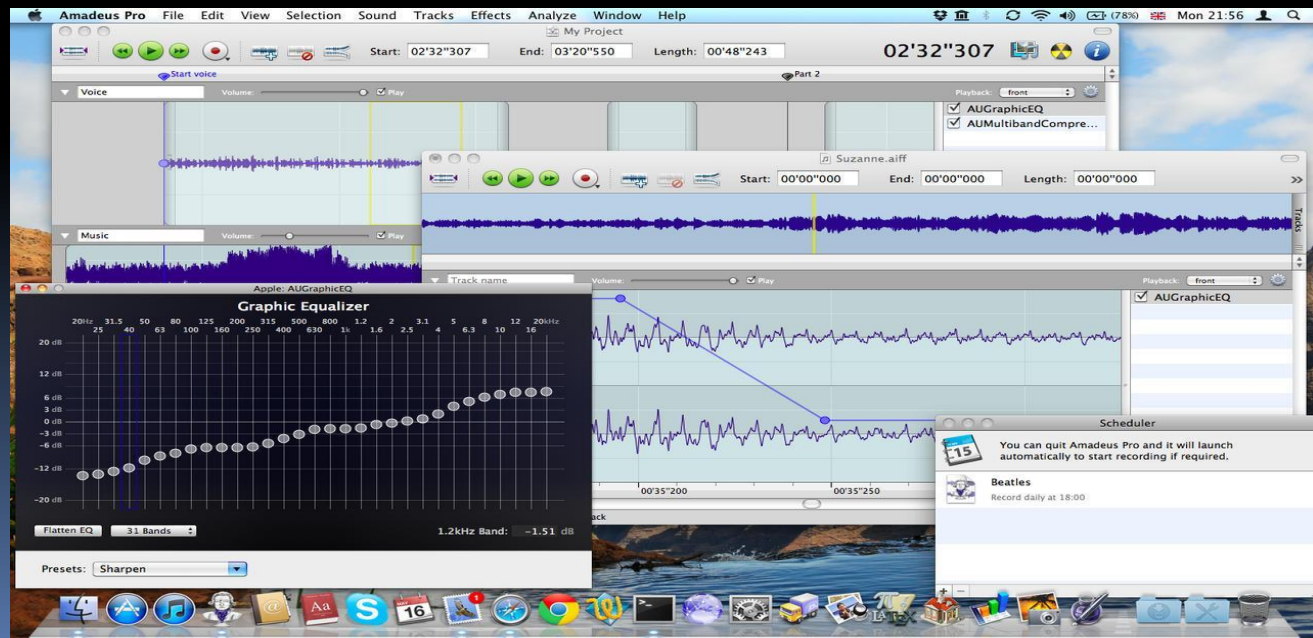 Amadeus Pro File Edit View Selection Sound Tracks Effects Analyze Window Help (78%) Mon 21:56
My Project
Start: 02'32"307 End: 03'20"550 Length: 00'48"243 02'32"307
Start voice Part 2
Voice Volume: Play Playback: front
AUGraphicEQ
AUMultibandCompre...
Suzanne.aiff
Start: 00'00"000 End: 00'00"000 Length: 00'00"000
Tracks
Music Volume: Play
Track name Volume: Play Playback: front
AUGraphicEQ
Apple: AUGraphicEQ
Graphic Equalizer
20Hz 31.5 50 80 125 200 315 500 800 1.2 2 3.1 5 8 12 20kHz
25 40 63 100 160 250 400 630 1k 1.6 2.5 4 6.3 10 16
20 dB
12 dB
6 dB
3 dB
0 dB
-3 dB
-6 dB
-12 dB
-20 dB
Flatten EQ 31 Bands 1.2kHz Band: -1.51 dB
Presets: Sharpen
00'35"200 00'35"250
ack
Scheduler
15
You can quit Amadeus Pro and it will launch
automatically to start recording if required.
Beatles
Record daily at 18:00
+ -
@ Aa S 16 1